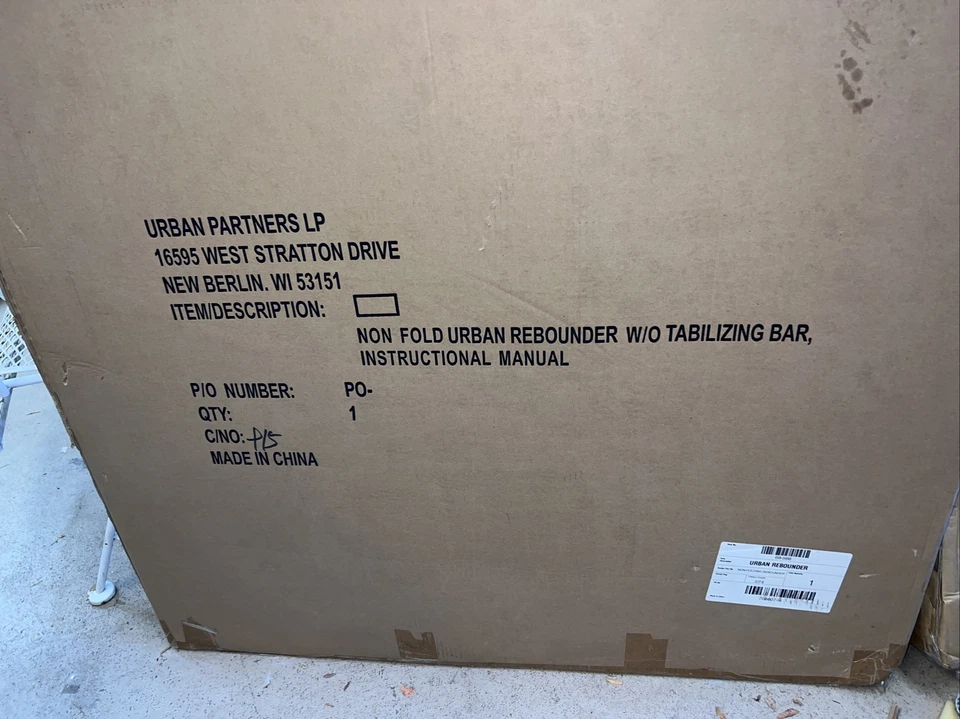 URBAN PARTNERS LP
16595 WEST STRATTON DRIVE
NEW BERLIN. WI 53151
ITEM/DESCRIPTION:
NON FOLD URBAN REBOUNDER W/O TABILIZING BAR,
INSTRUCTIONAL MANUAL
P/O NUMBER: PO-
QTY: 1
C/NO: P15
MADE IN CHINA
URBAN REBOUNDER
1